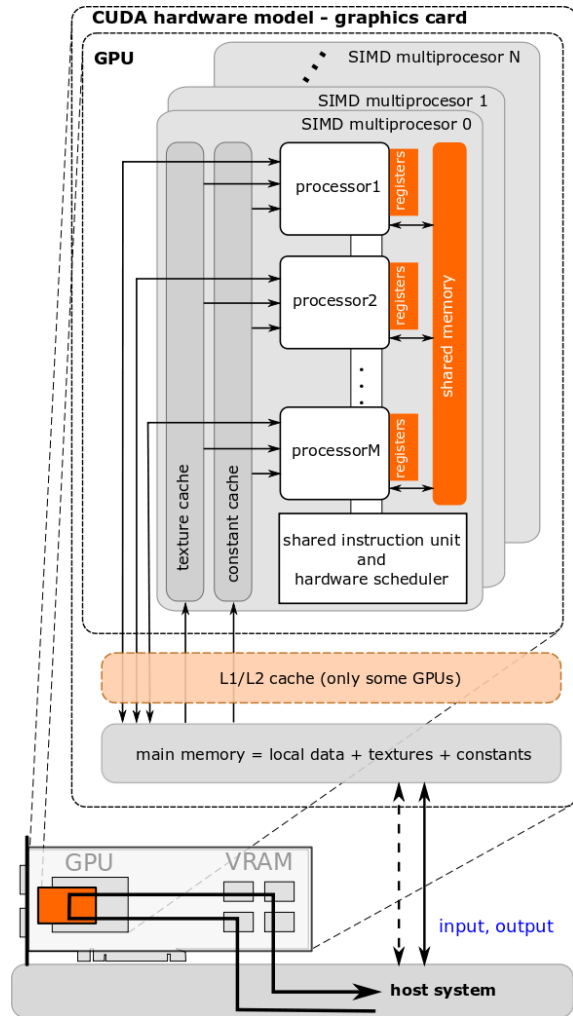 CUDA hardware model - graphics card
GPU
SIMD multiprocesor N
SIMD multiprocesor 1
SIMD multiprocesor 0
processor1
registers
processor2
registers
processorM
registers
shared memory
texture cache
constant cache
shared instruction unit
and
hardware scheduler
L1/L2 cache (only some GPUs)
main memory = local data + textures + constants
GPU
VRAM
input, output
host system